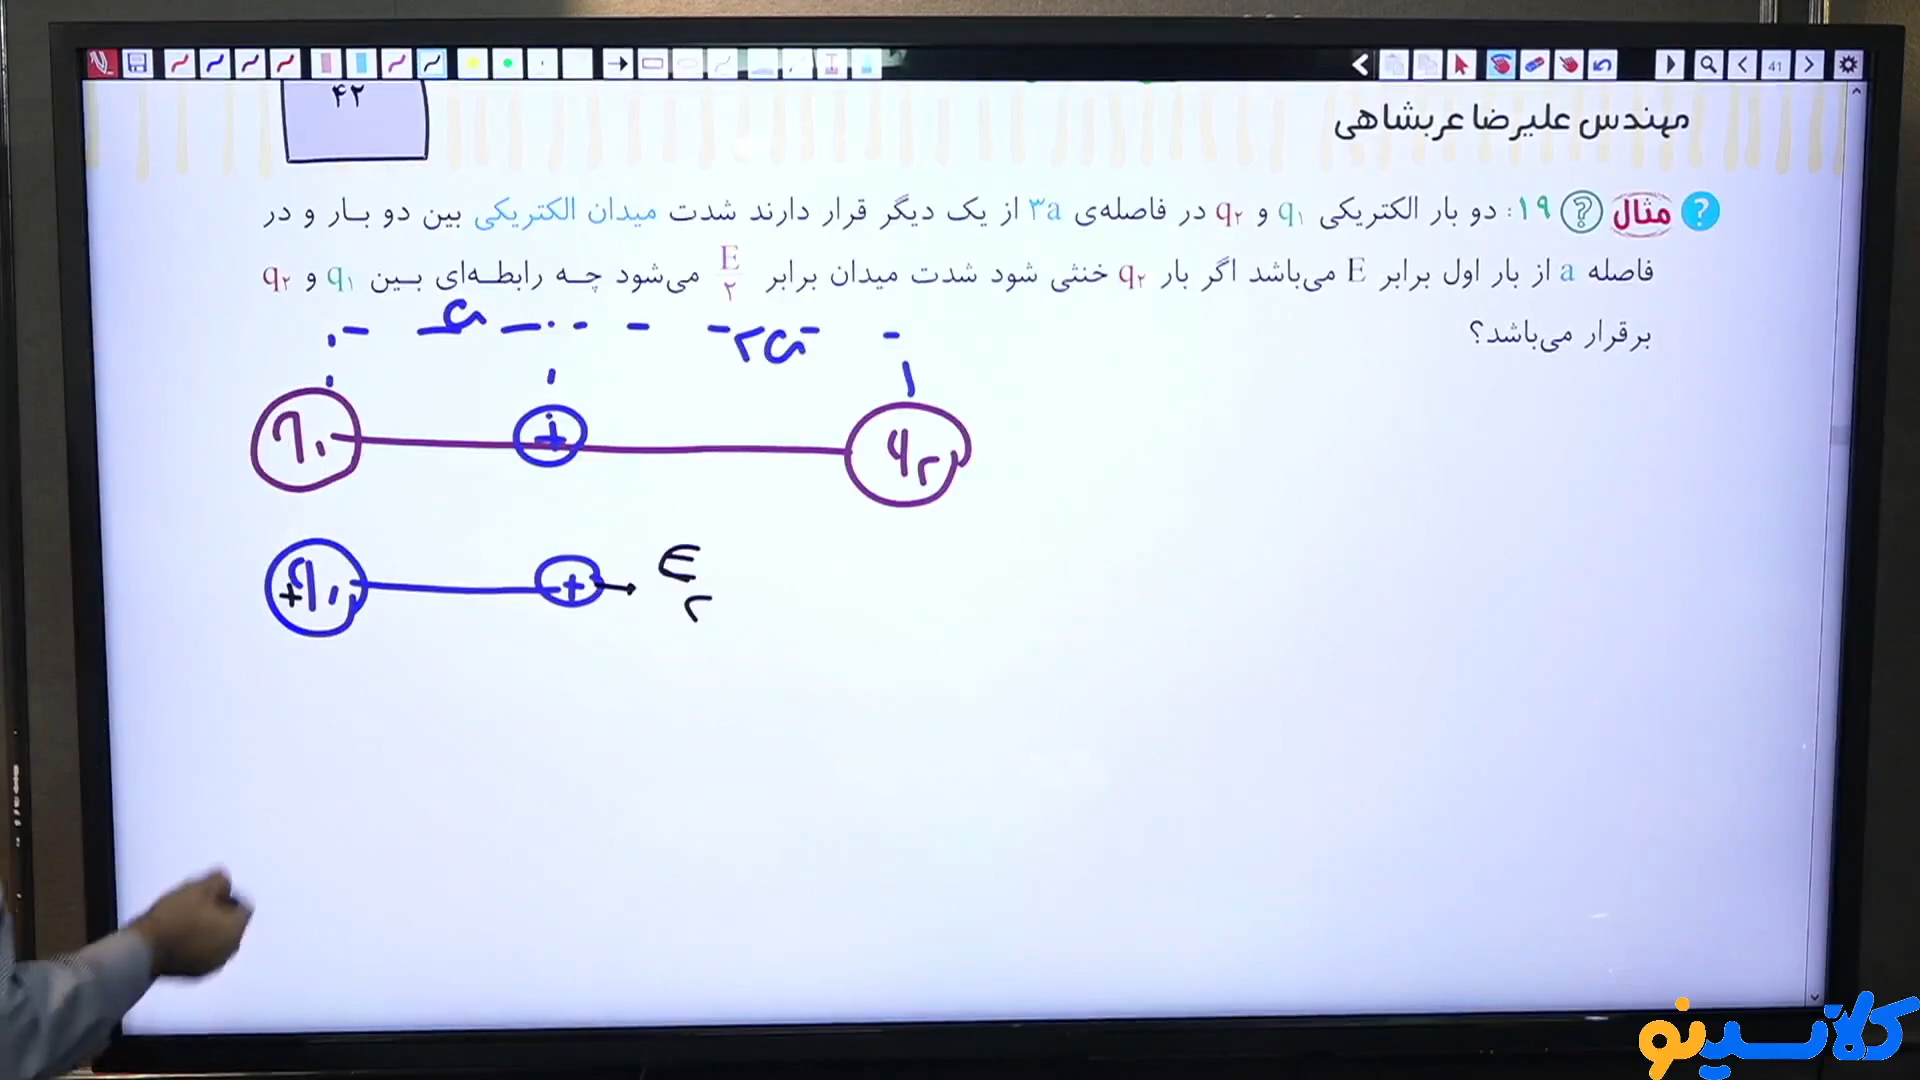 41
۴۲
مهندس علیرضا عربشاهی
مثال ۱۹: دو بار الکتریکی q۱ و q۲ در فاصله‌ی ۳a از یک دیگر قرار دارند شدت میدان الکتریکی بین دو بار و در
فاصله a از بار اول برابر E می‌باشد اگر بار q۲ خنثی شود شدت میدان برابر E/۲ می‌شود چه رابطه‌ای بین q۱ و q۲
برقرار می‌باشد؟
a ۲a
q۱ + q۲
+q۱ + E
۲
کلاسینو